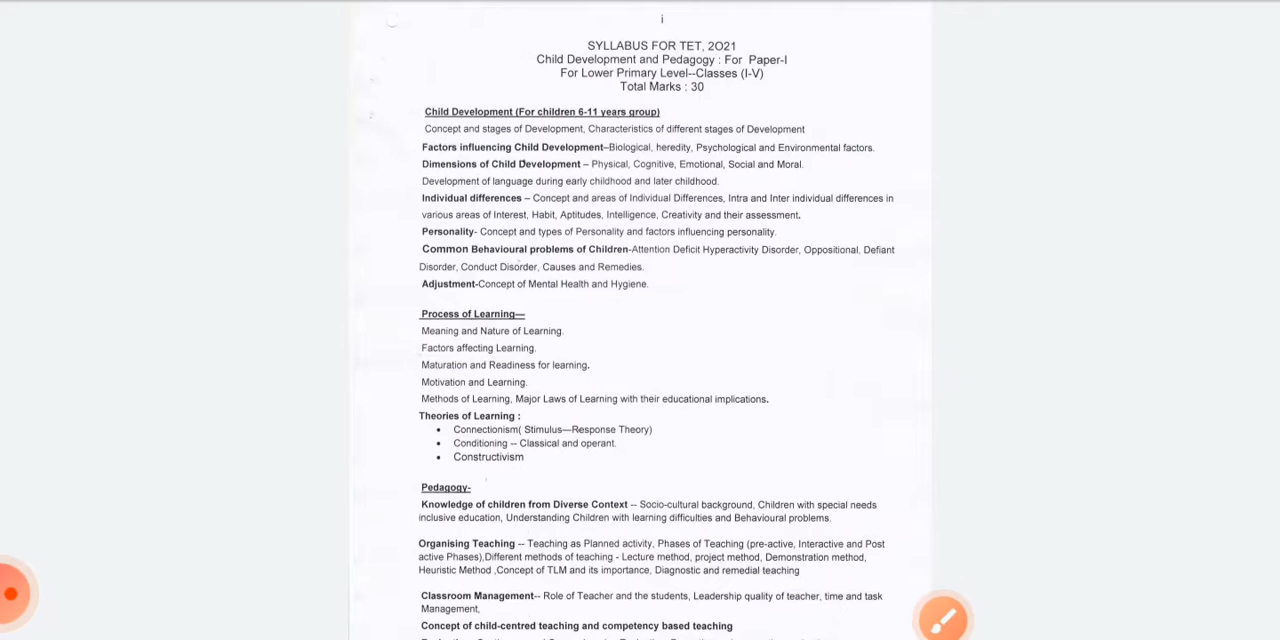 i
SYLLABUS FOR TET, 2O21
Child Development and Pedagogy : For Paper-I
For Lower Primary Level--Classes (I-V)
Total Marks : 30
Child Development (For children 6-11 years group)
Concept and stages of Development, Characteristics of different stages of Development
Factors influencing Child Development–Biological, heredity, Psychological and Environmental factors.
Dimensions of Child Development – Physical, Cognitive, Emotional, Social and Moral.
Development of language during early childhood and later childhood.
Individual differences – Concept and areas of Individual Differences, Intra and Inter individual differences in
various areas of Interest, Habit, Aptitudes, Intelligence, Creativity and their assessment.
Personality- Concept and types of Personality and factors influencing personality.
Common Behavioural problems of Children-Attention Deficit Hyperactivity Disorder, Oppositional, Defiant
Disorder, Conduct Disorder, Causes and Remedies.
Adjustment-Concept of Mental Health and Hygiene.
Process of Learning—
Meaning and Nature of Learning.
Factors affecting Learning.
Maturation and Readiness for learning.
Motivation and Learning.
Methods of Learning, Major Laws of Learning with their educational implications.
Theories of Learning :
• Connectionism( Stimulus—Response Theory)
• Conditioning -- Classical and operant.
• Constructivism
Pedagogy-
Knowledge of children from Diverse Context -- Socio-cultural background, Children with special needs
inclusive education, Understanding Children with learning difficulties and Behavioural problems.
Organising Teaching -- Teaching as Planned activity, Phases of Teaching (pre-active, Interactive and Post
active Phases),Different methods of teaching - Lecture method, project method, Demonstration method,
Heuristic Method ,Concept of TLM and its importance, Diagnostic and remedial teaching
Classroom Management-- Role of Teacher and the students, Leadership quality of teacher, time and task
Management,
Concept of child-centred teaching and competency based teaching